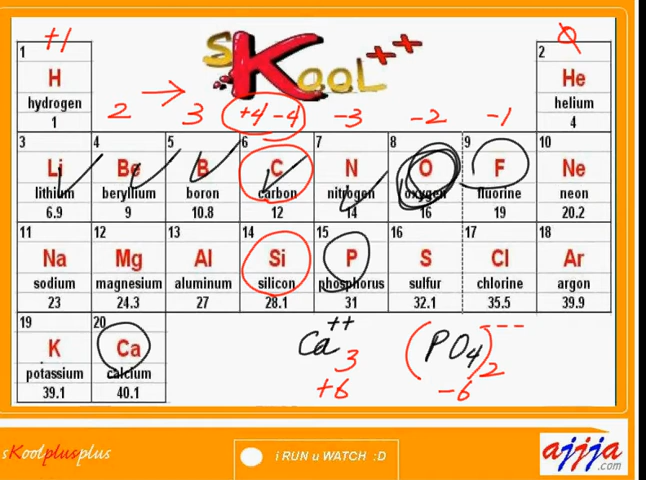 +1
sKooL++
0
1
H
hydrogen
1
2
He
helium
4
2 → 3 +4 -4 -3 -2 -1
3 4 5 6 7 8 9 10
Li Be B C N O F Ne
lithium beryllium boron carbon nitrogen oxygen fluorine neon
6.9 9 10.8 12 14 16 19 20.2
11 12 13 14 15 16 17 18
Na Mg Al Si P S Cl Ar
sodium magnesium aluminum silicon phosphorus sulfur chlorine argon
23 24.3 27 28.1 31 32.1 35.5 39.9
19 20
K Ca
potassium calcium
39.1 40.1
Ca++3 (PO4)---2
+6 -6
sKoolplusplus
i RUN u WATCH :D
ajjja
.com